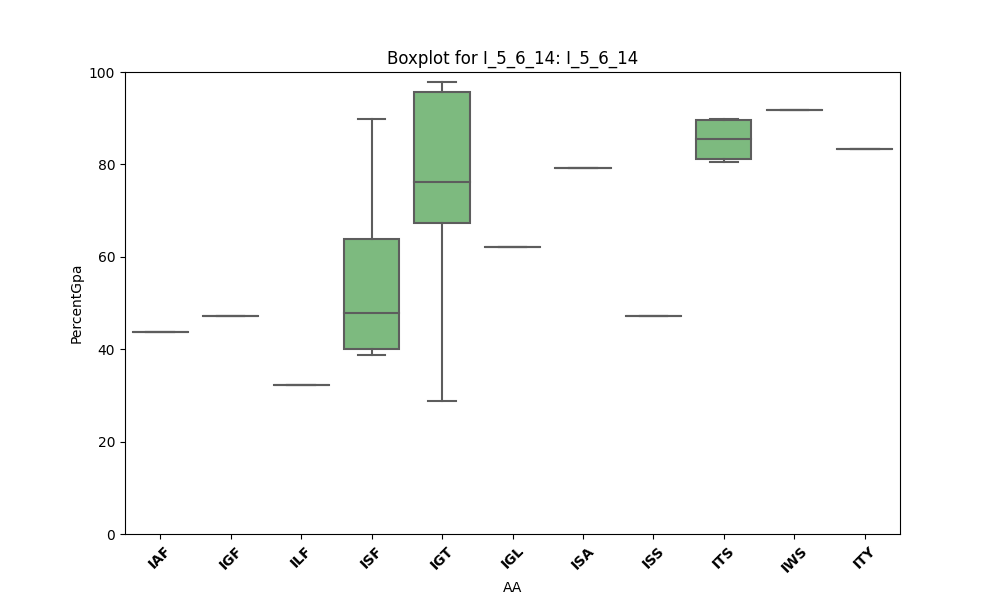 Boxplot for I_5_6_14: I_5_6_14
100
80
60
40
20
0
PercentGpa
IAF IGF ILF ISF IGT IGL ISA ISS ITS IWS ITY
AA